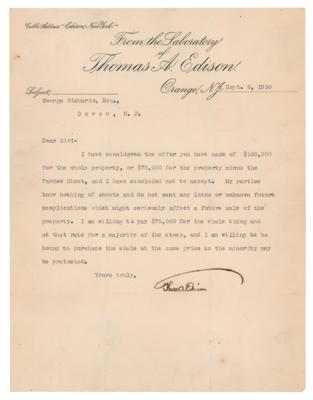 Cable Address "Edison, New York."
From the Laboratory
of
Thomas A. Edison.
Orange, N.J. Sept. 2, 1890
Subject,
George Richards, Esq.,
Dover, N. J.
Dear Sir:-
I have considered the offer you have made of $100,000
for the whole property, or $75,000 for the property minus the
Pardee Sheet, and I have concluded not to accept. My parties
know nothing of sheets and do not want any liens or unknown future
complications which might seriously affect a future sale of the
property. I am willing to pay $75,000 for the whole thing and
at that rate for a majority of the stock, and I am willing to be
bound to purchase the whole at the same price so the minority may
be protected.
Yours truly,
Thos A Edison